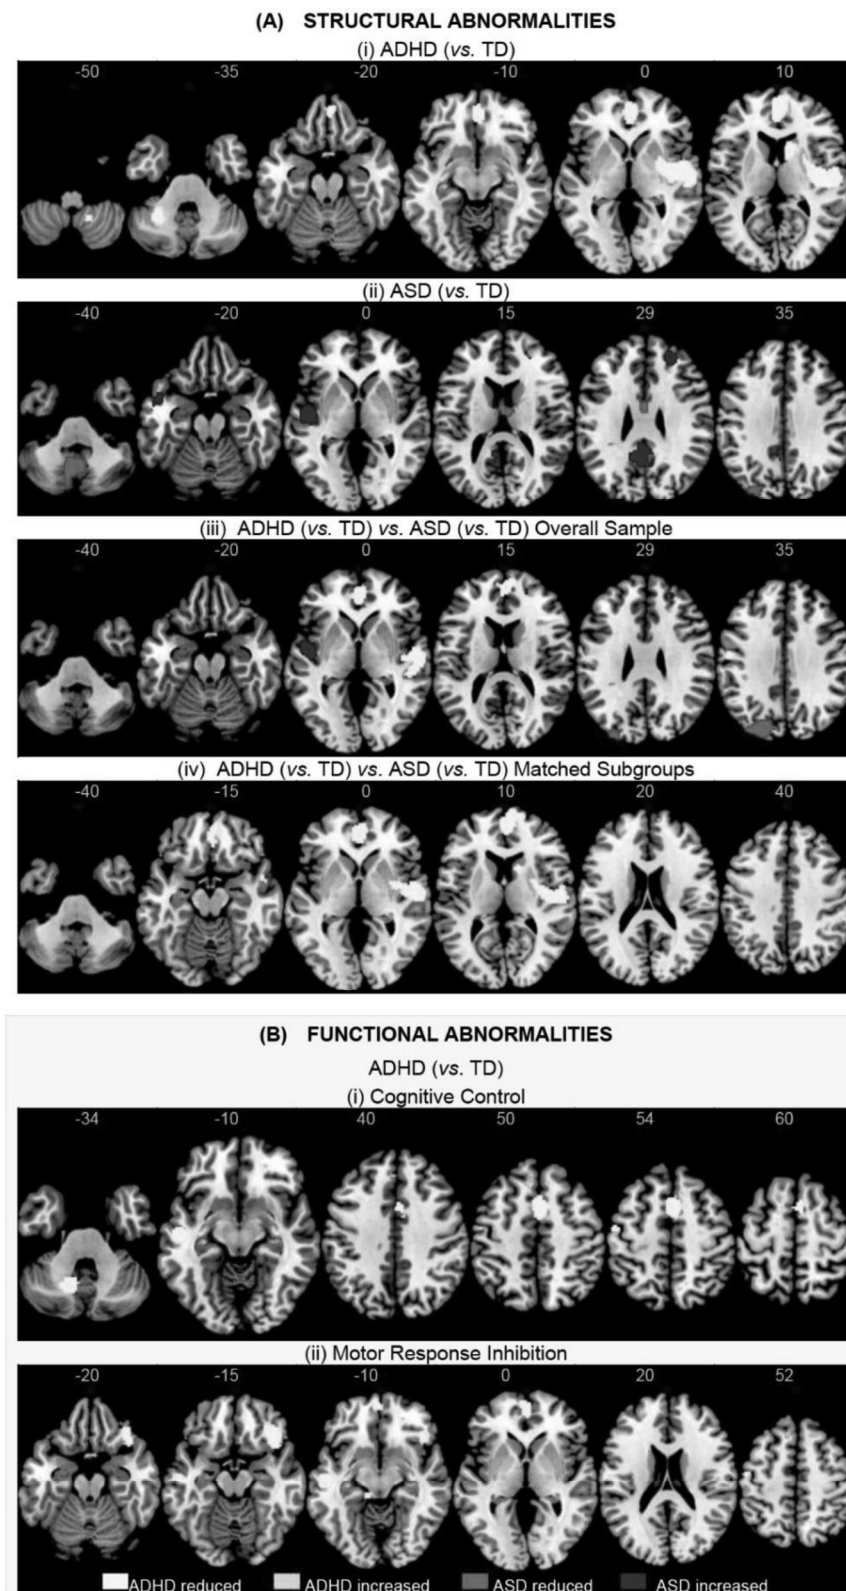 (A) STRUCTURAL ABNORMALITIES
(i) ADHD (vs. TD)
-50 -35 -20 -10 0 10
(ii) ASD (vs. TD)
-40 -20 0 15 29 35
(iii) ADHD (vs. TD) vs. ASD (vs. TD) Overall Sample
-40 -20 0 15 29 35
(iv) ADHD (vs. TD) vs. ASD (vs. TD) Matched Subgroups
-40 -15 0 10 20 40
(B) FUNCTIONAL ABNORMALITIES
ADHD (vs. TD)
(i) Cognitive Control
-34 -10 40 50 54 60
(ii) Motor Response Inhibition
-20 -15 -10 0 20 52
ADHD reduced ADHD increased ASD reduced ASD increased